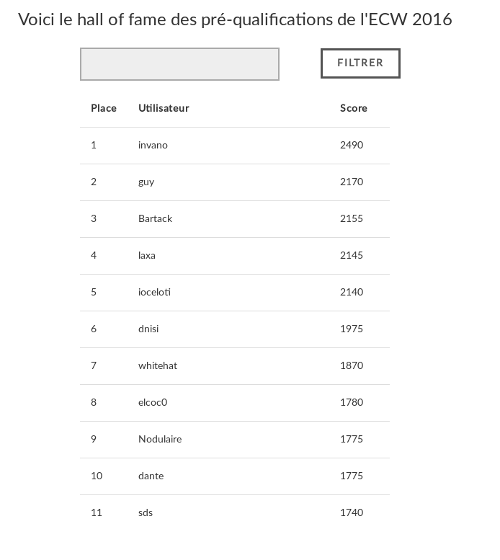 Voici le hall of fame des pré-qualifications de l'ECW 2016
FILTRER
Place Utilisateur Score
1 invano 2490
2 guy 2170
3 Bartack 2155
4 laxa 2145
5 ioceloti 2140
6 dnisi 1975
7 whitehat 1870
8 elcoc0 1780
9 Nodulaire 1775
10 dante 1775
11 sds 1740